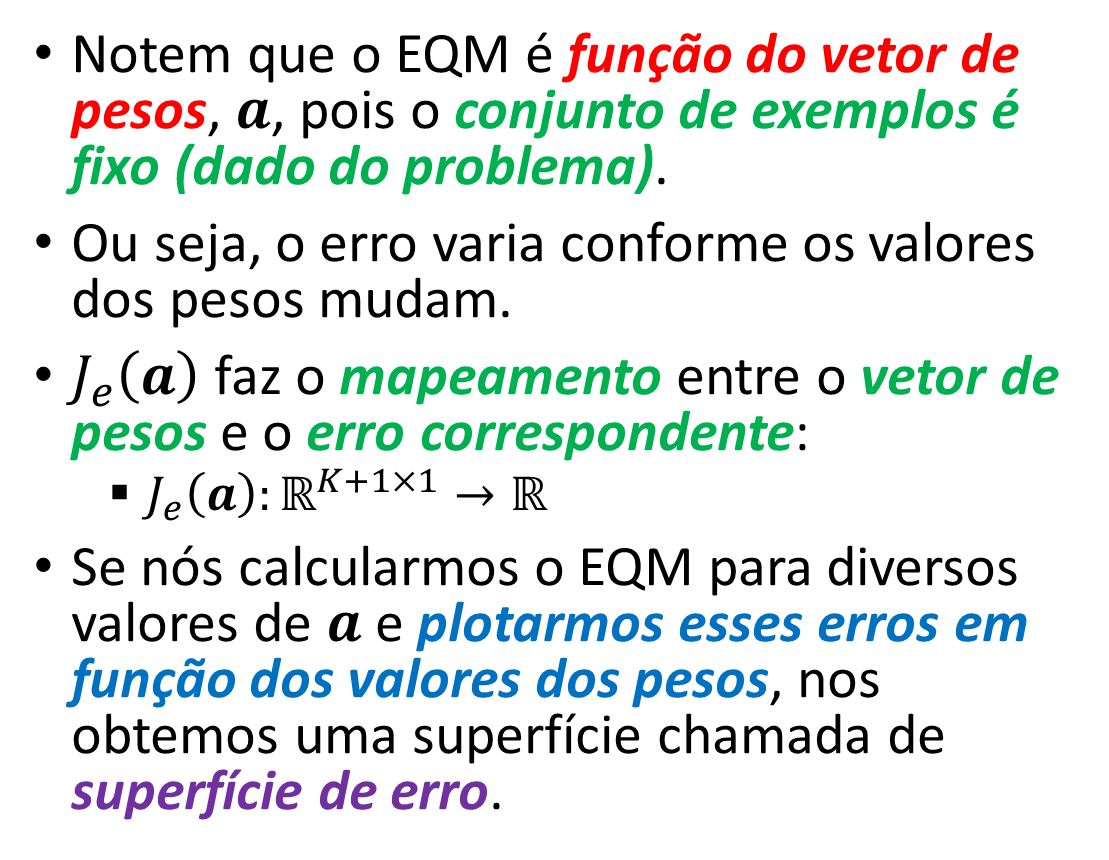 • Notem que o EQM é função do vetor de
pesos, a, pois o conjunto de exemplos é
fixo (dado do problema).
• Ou seja, o erro varia conforme os valores
dos pesos mudam.
• Jₑ(a) faz o mapeamento entre o vetor de
pesos e o erro correspondente:
▪ Jₑ(a): ℝ^{K+1×1} → ℝ
• Se nós calcularmos o EQM para diversos
valores de a e plotarmos esses erros em
função dos valores dos pesos, nos
obtemos uma superfície chamada de
superfície de erro.